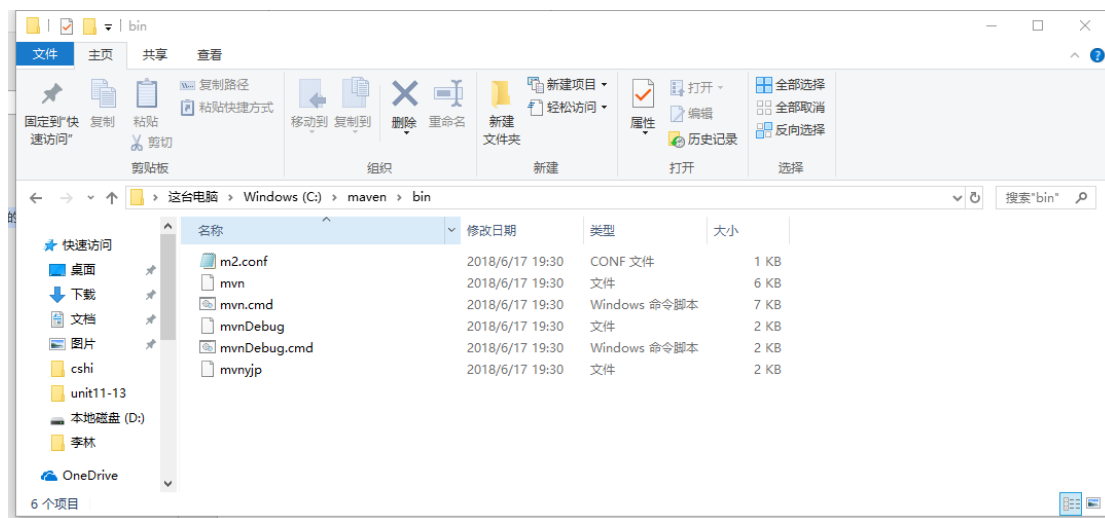 bin
文件 主页 共享 查看
固定到"快速访问"
复制
粘贴
复制路径
粘贴快捷方式
剪切
剪贴板
移动到 复制到 删除 重命名
组织
新建文件夹
新建项目
轻松访问
新建
属性
打开
编辑
历史记录
打开
全部选择
全部取消
反向选择
选择
这台电脑 > Windows (C:) > maven > bin
搜索"bin"
快速访问
桌面
下载
文档
图片
cshi
unit11-13
本地磁盘 (D:)
李林
OneDrive
名称 修改日期 类型 大小
m2.conf 2018/6/17 19:30 CONF 文件 1 KB
mvn 2018/6/17 19:30 文件 6 KB
mvn.cmd 2018/6/17 19:30 Windows 命令脚本 7 KB
mvnDebug 2018/6/17 19:30 文件 2 KB
mvnDebug.cmd 2018/6/17 19:30 Windows 命令脚本 2 KB
mvnyjp 2018/6/17 19:30 文件 2 KB
6 个项目